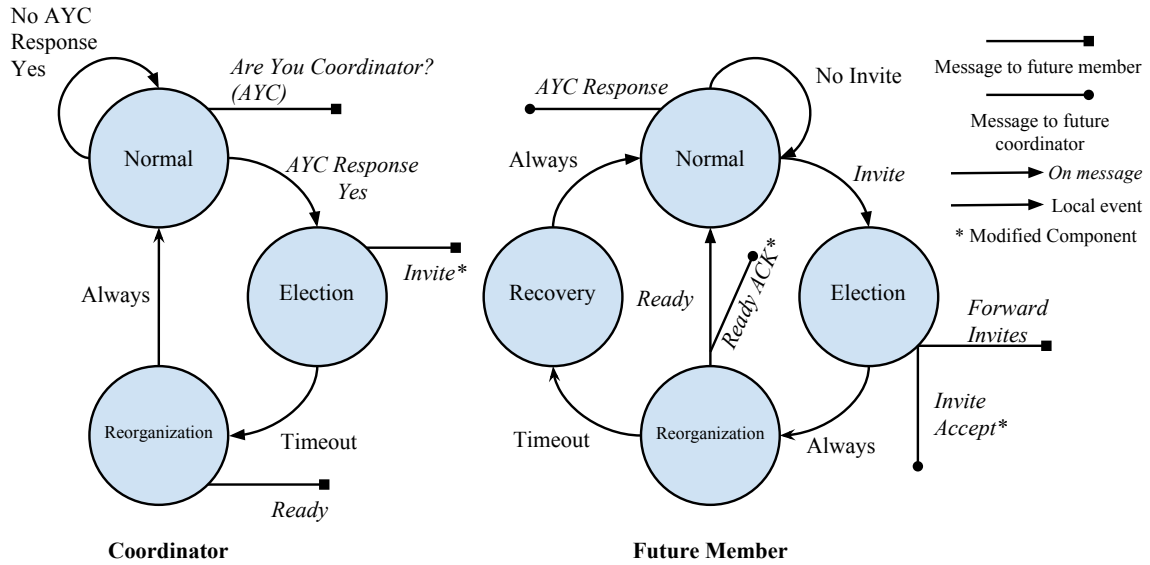 No AYC
Response
Yes
Are You Coordinator?
(AYC)
Normal
AYC Response
Yes
Election
Invite*
Always
Reorganization
Timeout
Ready
Coordinator
AYC Response
No Invite
Normal
Always
Invite
Recovery
Ready
Ready ACK*
Election
Forward
Invites
Invite
Accept*
Timeout
Reorganization
Always
Future Member
Message to future member
Message to future
coordinator
On message
Local event
* Modified Component